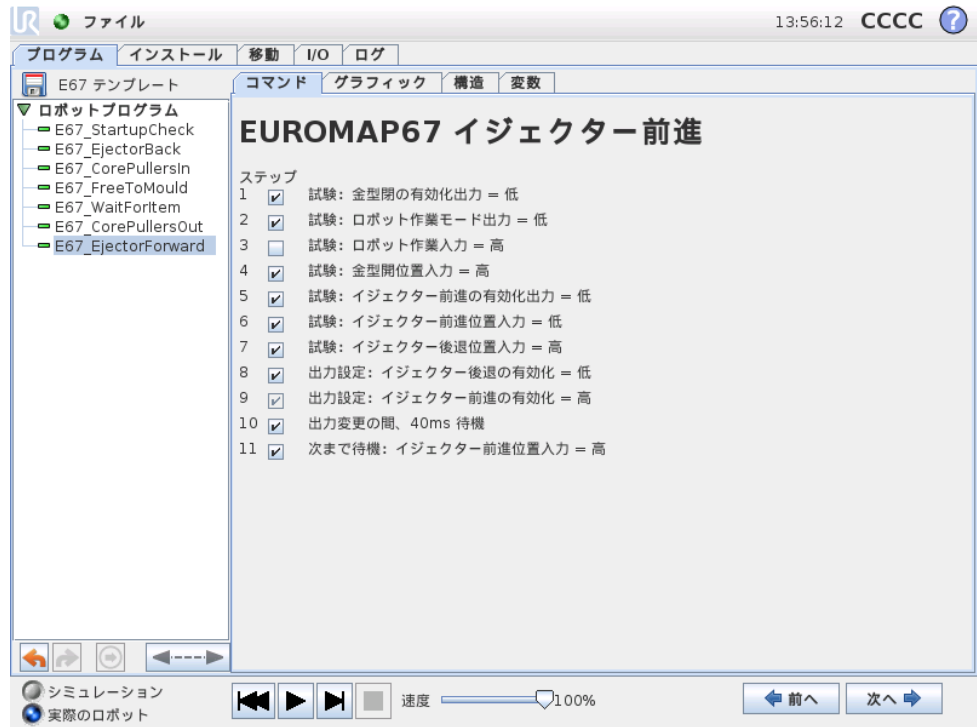 UR ファイル 13:56:12 CCCC ?
プログラム インストール 移動 I/O ログ
E67 テンプレート
コマンド グラフィック 構造 変数
ロボットプログラム
E67_StartupCheck
E67_EjectorBack
E67_CorePullersIn
E67_FreeToMould
E67_WaitForItem
E67_CorePullersOut
E67_EjectorForward
EUROMAP67 イジェクター前進
ステップ
1 試験: 金型閉の有効化出力 = 低
2 試験: ロボット作業モード出力 = 低
3 試験: ロボット作業入力 = 高
4 試験: 金型開位置入力 = 高
5 試験: イジェクター前進の有効化出力 = 低
6 試験: イジェクター前進位置入力 = 低
7 試験: イジェクター後退位置入力 = 高
8 出力設定: イジェクター後退の有効化 = 低
9 出力設定: イジェクター前進の有効化 = 高
10 出力変更の間、40ms 待機
11 次まで待機: イジェクター前進位置入力 = 高
シミュレーション
実際のロボット
速度 100%
前へ 次へ